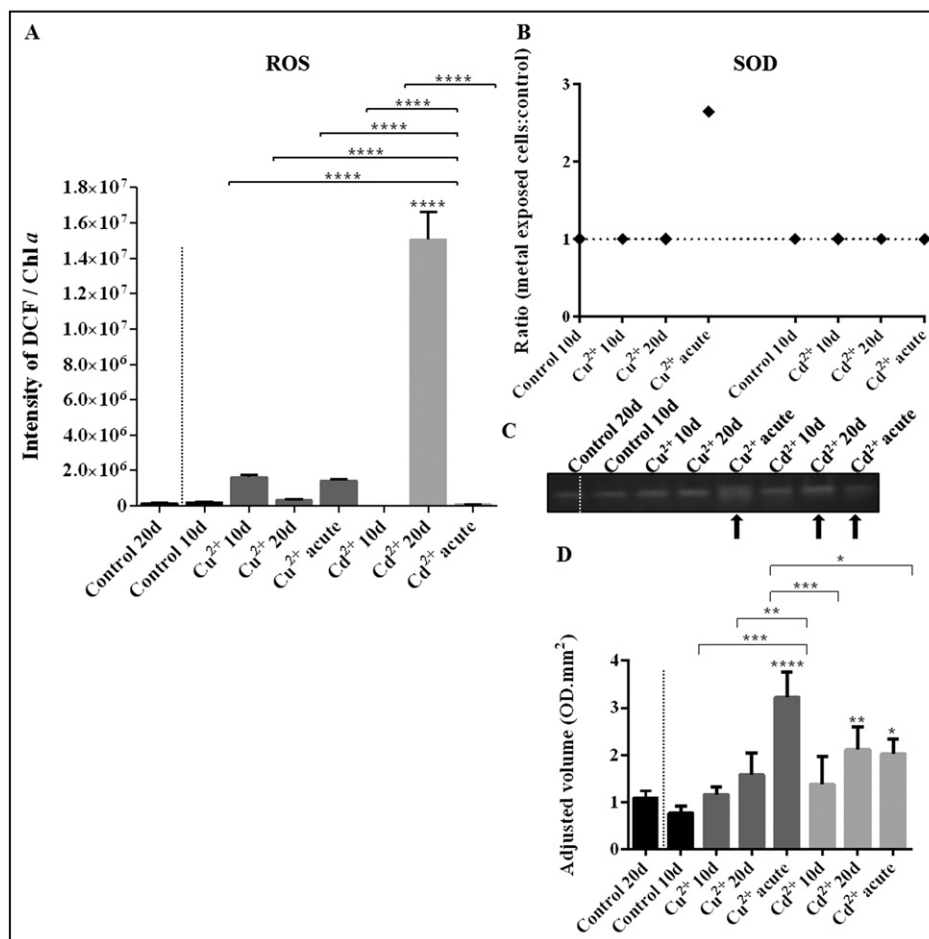 A
ROS
****
****
****
****
****
****
1.8×10⁷
1.6×10⁷
1.4×10⁷
1.2×10⁷
1.0×10⁷
8.0×10⁶
6.0×10⁶
4.0×10⁶
2.0×10⁶
0
Intensity of DCF / Chl a
Control 20d
Control 10d
Cu²⁺ 10d
Cu²⁺ 20d
Cu²⁺ acute
Cd²⁺ 10d
Cd²⁺ 20d
Cd²⁺ acute
B
SOD
3
2
1
0
Ratio (metal exposed cells:control)
Control 10d
Cu²⁺ 10d
Cu²⁺ 20d
Cu²⁺ acute
Control 10d
Cd²⁺ 10d
Cd²⁺ 20d
Cd²⁺ acute
C
Control 20d
Control 10d
Cu²⁺ 10d
Cu²⁺ 20d
Cu²⁺ acute
Cd²⁺ 10d
Cd²⁺ 20d
Cd²⁺ acute
D
*
***
**
***
****
**
*
4
3
2
1
0
Adjusted volume (OD.mm²)
Control 20d
Control 10d
Cu²⁺ 10d
Cu²⁺ 20d
Cu²⁺ acute
Cd²⁺ 10d
Cd²⁺ 20d
Cd²⁺ acute